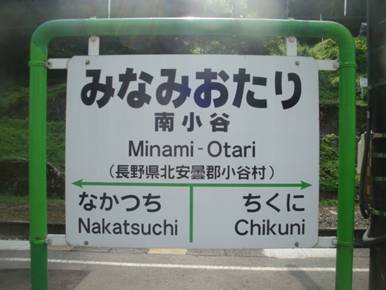 みなみおたり
南小谷
Minami-Otari
（長野県北安曇郡小谷村）
なかつち ちくに
Nakatsuchi Chikuni